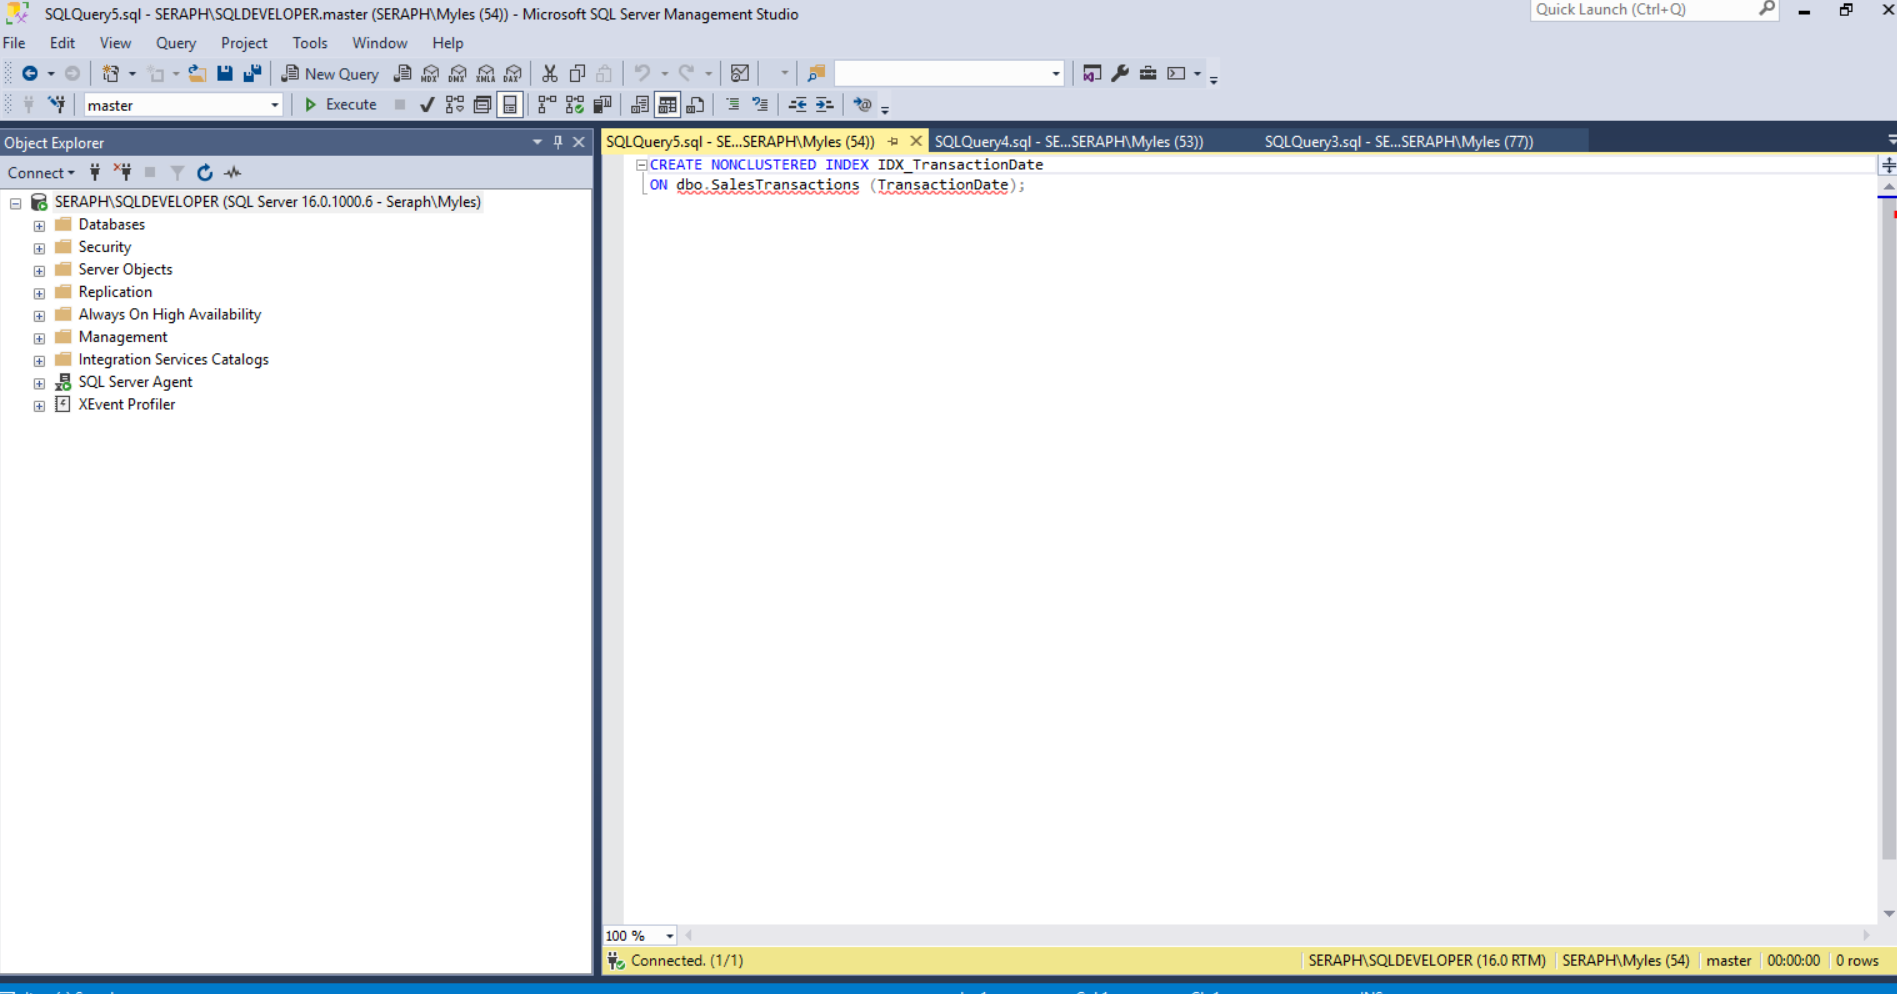 SQLQuery5.sql - SERAPH\SQLDEVELOPER.master (SERAPH\Myles (54)) - Microsoft SQL Server Management Studio
Quick Launch (Ctrl+Q)
File Edit View Query Project Tools Window Help
New Query MDX DMX XMLA DAX
master Execute
Object Explorer
Connect
SERAPH\SQLDEVELOPER (SQL Server 16.0.1000.6 - Seraph\Myles)
Databases
Security
Server Objects
Replication
Always On High Availability
Management
Integration Services Catalogs
SQL Server Agent
XEvent Profiler
SQLQuery5.sql - SE...SERAPH\Myles (54)) SQLQuery4.sql - SE...SERAPH\Myles (53)) SQLQuery3.sql - SE...SERAPH\Myles (77))
CREATE NONCLUSTERED INDEX IDX_TransactionDate
ON dbo.SalesTransactions (TransactionDate);
100 %
Connected. (1/1) SERAPH\SQLDEVELOPER (16.0 RTM) SERAPH\Myles (54) master 00:00:00 0 rows